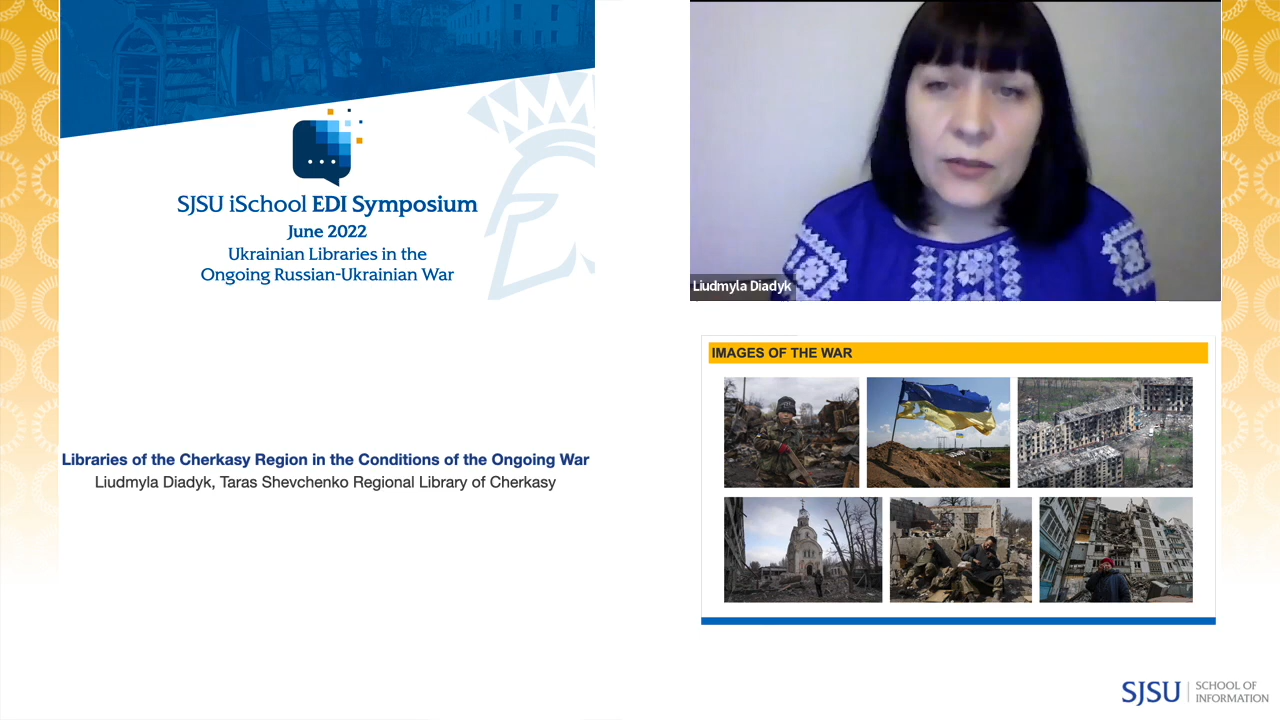 SJSU iSchool EDI Symposium
June 2022
Ukrainian Libraries in the
Ongoing Russian-Ukrainian War
Libraries of the Cherkasy Region in the Conditions of the Ongoing War
Liudmyla Diadyk, Taras Shevchenko Regional Library of Cherkasy
Liudmyla Diadyk
IMAGES OF THE WAR
SJSU SCHOOL OF
INFORMATION